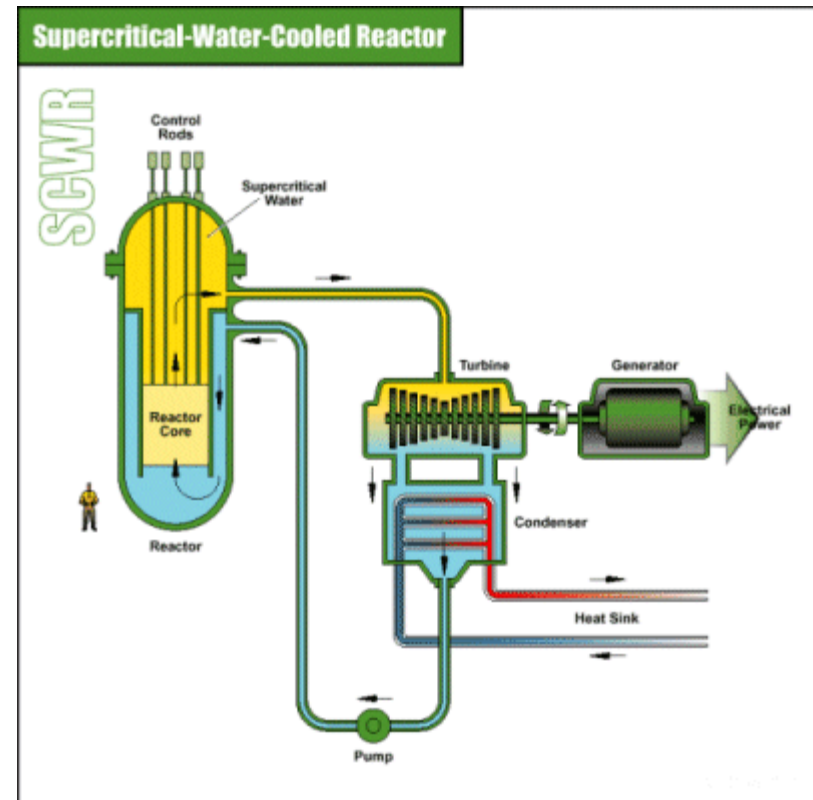 Supercritical-Water-Cooled Reactor
SCWR
Control
Rods
Supercritical
Water
Turbine
Generator
Electrical
Power
Reactor
Core
Condenser
Reactor
Heat Sink
Pump